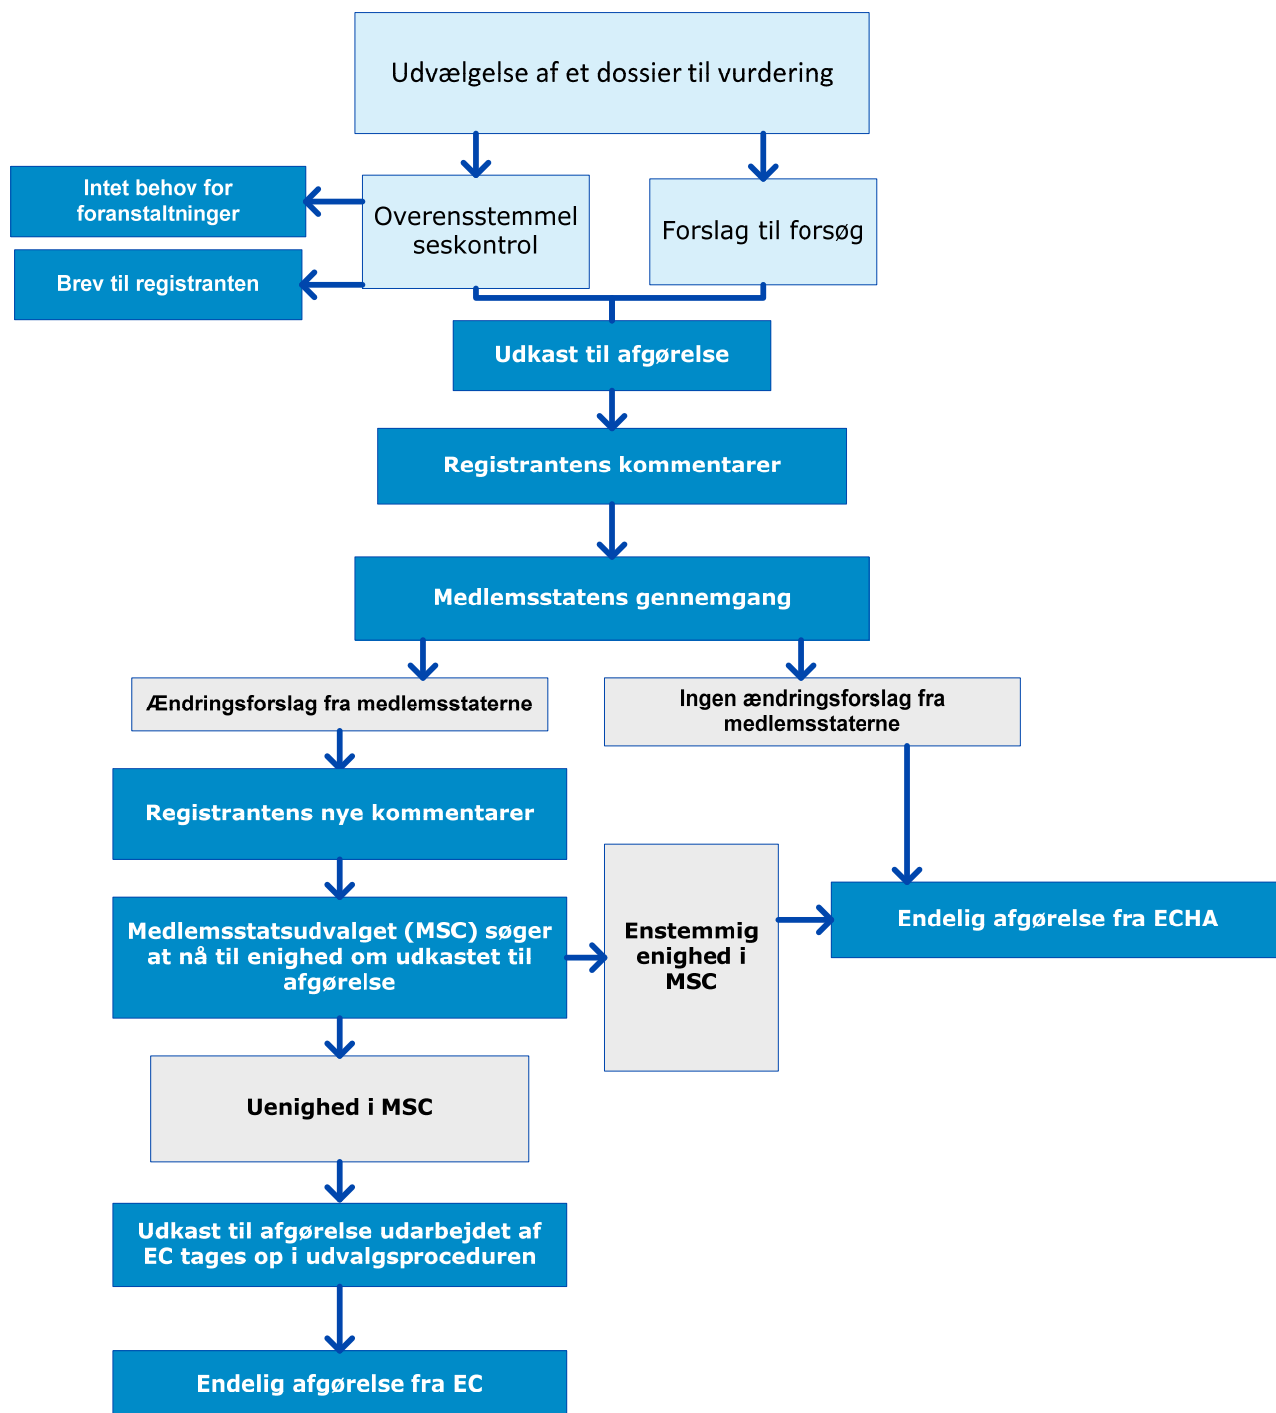 Udvælgelse af et dossier til vurdering
Intet behov for
foranstaltninger
Overensstemmel
seskontrol
Forslag til forsøg
Brev til registranten
Udkast til afgørelse
Registrantens kommentarer
Medlemsstatens gennemgang
Ændringsforslag fra medlemsstaterne
Ingen ændringsforslag fra
medlemsstaterne
Registrantens nye kommentarer
Medlemsstatsudvalget (MSC) søger
at nå til enighed om udkastet til
afgørelse
Enstemmig
enighed i
MSC
Endelig afgørelse fra ECHA
Uenighed i MSC
Udkast til afgørelse udarbejdet af
EC tages op i udvalgsproceduren
Endelig afgørelse fra EC